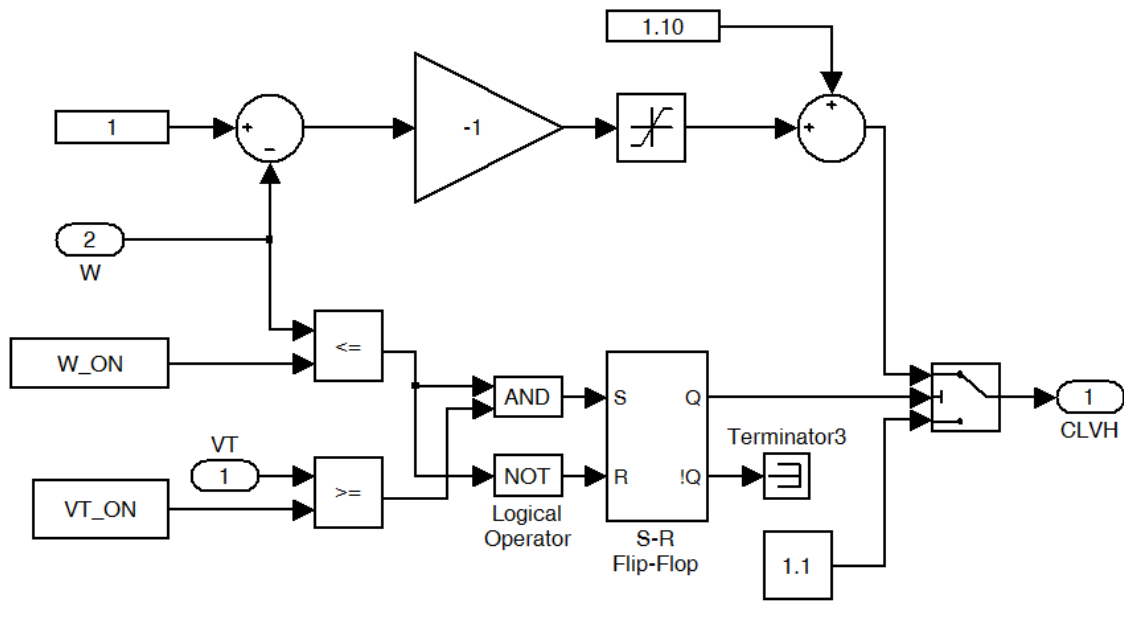 1.10
1
+
−
-1
+
+
2
W
W_ON
<=
AND
S
Q
CLVH
1
VT
1
VT_ON
>=
NOT
R
!Q
Terminator3
Logical
Operator
S-R
Flip-Flop
1.1